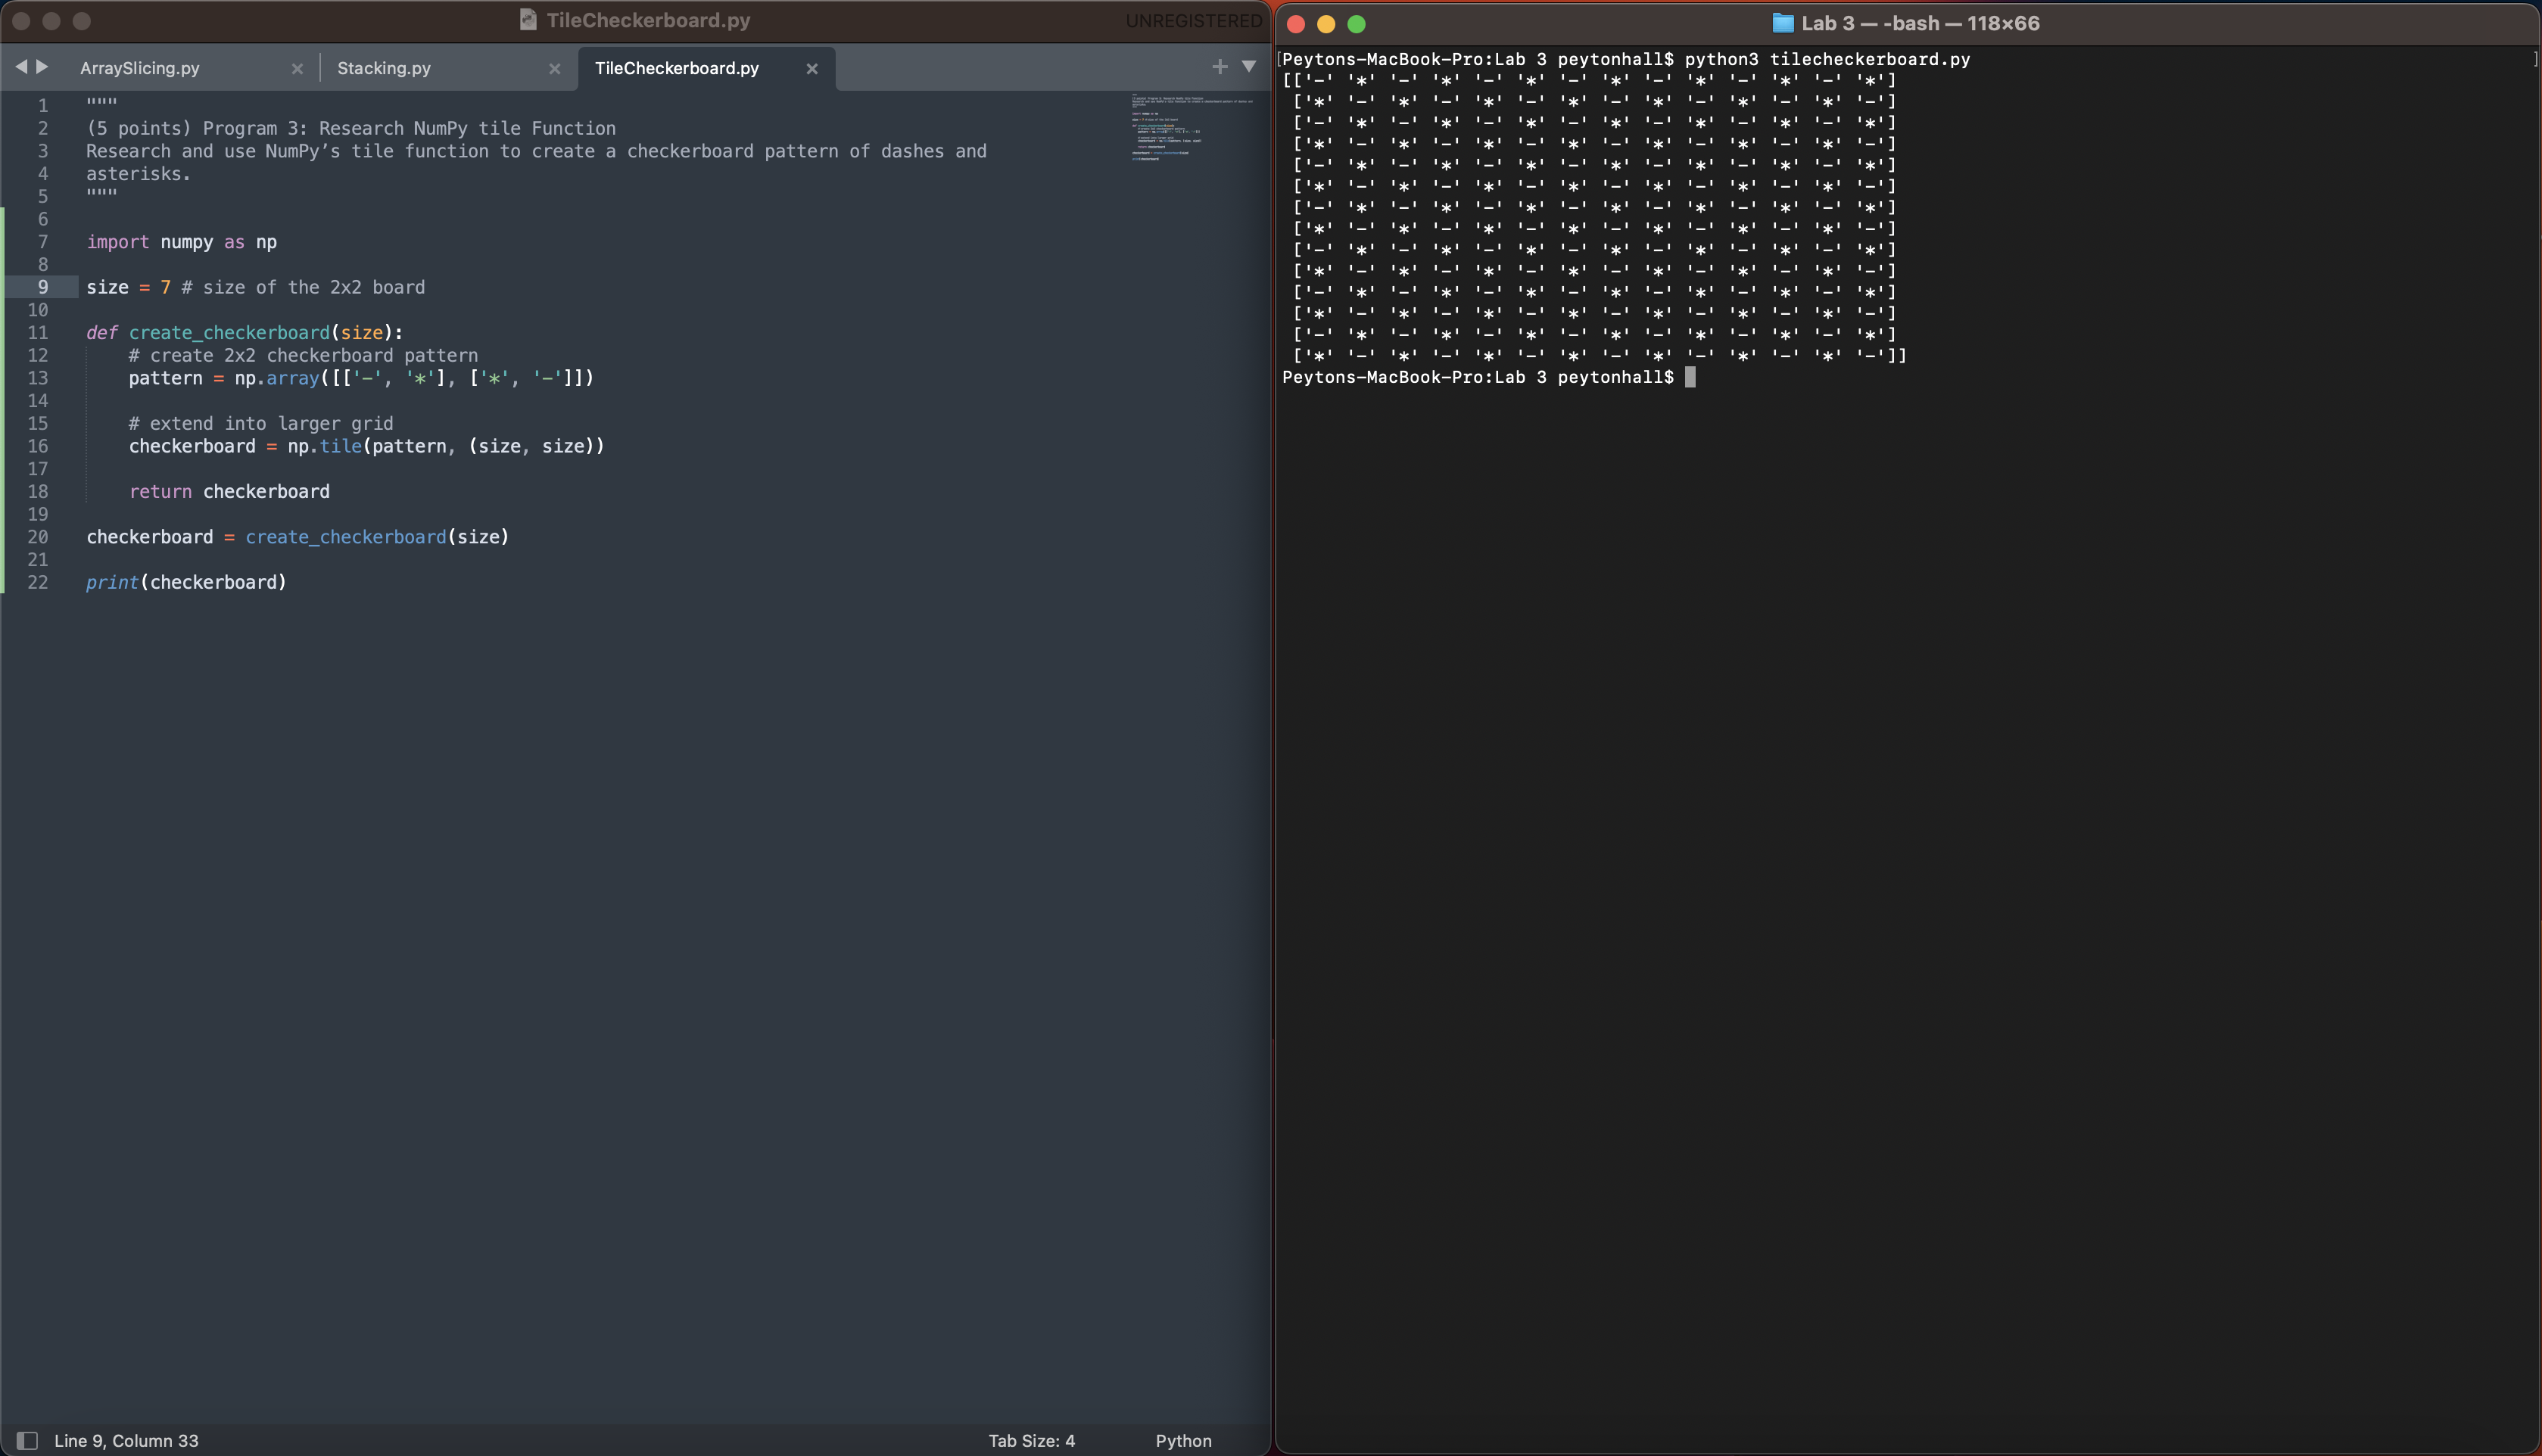 TileCheckerboard.py
UNREGISTERED
ArraySlicing.py
Stacking.py
TileCheckerboard.py
1 """
2 (5 points) Program 3: Research NumPy tile Function
3 Research and use NumPy’s tile function to create a checkerboard pattern of dashes and
4 asterisks.
5 """
6
7 import numpy as np
8
9 size = 7 # size of the 2x2 board
10
11 def create_checkerboard(size):
12     # create 2x2 checkerboard pattern
13     pattern = np.array([['-', '*'], ['*', '-']])
14
15     # extend into larger grid
16     checkerboard = np.tile(pattern, (size, size))
17
18     return checkerboard
19
20 checkerboard = create_checkerboard(size)
21
22 print(checkerboard)
Line 9, Column 33
Tab Size: 4
Python
Lab 3 — -bash — 118×66
[Peytons-MacBook-Pro:Lab 3 peytonhall$ python3 tilecheckerboard.py ]
[['-' '*' '-' '*' '-' '*' '-' '*' '-' '*' '-' '*' '-' '*']
 ['*' '-' '*' '-' '*' '-' '*' '-' '*' '-' '*' '-' '*' '-']
 ['-' '*' '-' '*' '-' '*' '-' '*' '-' '*' '-' '*' '-' '*']
 ['*' '-' '*' '-' '*' '-' '*' '-' '*' '-' '*' '-' '*' '-']
 ['-' '*' '-' '*' '-' '*' '-' '*' '-' '*' '-' '*' '-' '*']
 ['*' '-' '*' '-' '*' '-' '*' '-' '*' '-' '*' '-' '*' '-']
 ['-' '*' '-' '*' '-' '*' '-' '*' '-' '*' '-' '*' '-' '*']
 ['*' '-' '*' '-' '*' '-' '*' '-' '*' '-' '*' '-' '*' '-']
 ['-' '*' '-' '*' '-' '*' '-' '*' '-' '*' '-' '*' '-' '*']
 ['*' '-' '*' '-' '*' '-' '*' '-' '*' '-' '*' '-' '*' '-']
 ['-' '*' '-' '*' '-' '*' '-' '*' '-' '*' '-' '*' '-' '*']
 ['*' '-' '*' '-' '*' '-' '*' '-' '*' '-' '*' '-' '*' '-']
 ['-' '*' '-' '*' '-' '*' '-' '*' '-' '*' '-' '*' '-' '*']
 ['*' '-' '*' '-' '*' '-' '*' '-' '*' '-' '*' '-' '*' '-']]
Peytons-MacBook-Pro:Lab 3 peytonhall$